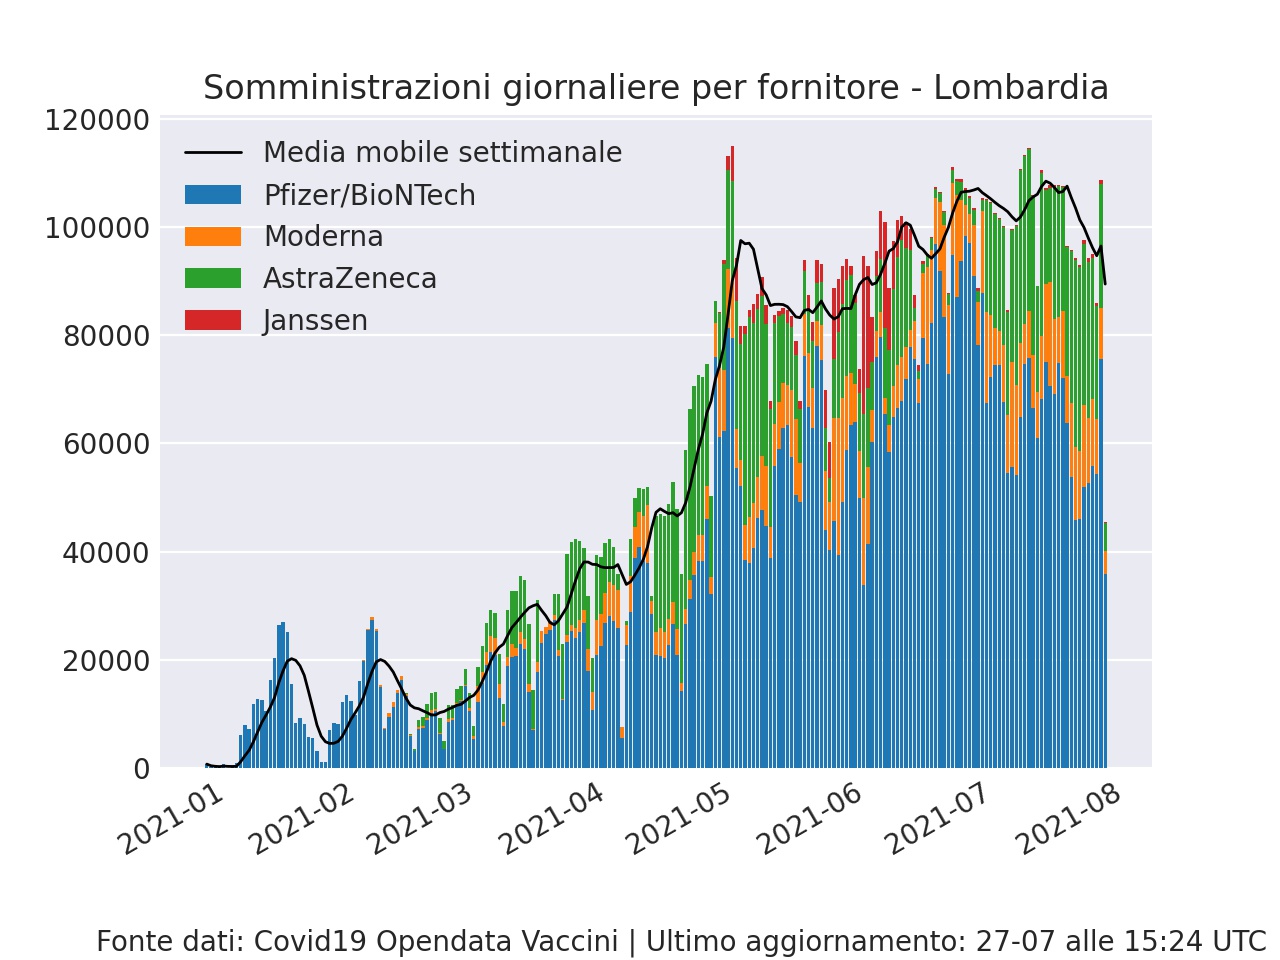 Somministrazioni giornaliere per fornitore - Lombardia
120000
100000
80000
60000
40000
20000
0
Media mobile settimanale
Pfizer/BioNTech
Moderna
AstraZeneca
Janssen
2021-01
2021-02
2021-03
2021-04
2021-05
2021-06
2021-07
2021-08
Fonte dati: Covid19 Opendata Vaccini | Ultimo aggiornamento: 27-07 alle 15:24 UTC